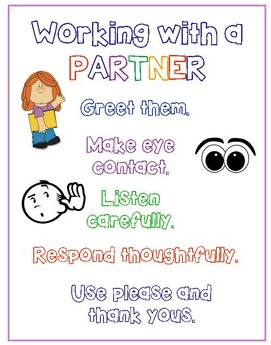 Working with a
PARTNER
Greet them.
Make eye
contact.
Listen
carefully.
Respond thoughtfully.
Use please and
thank yous.